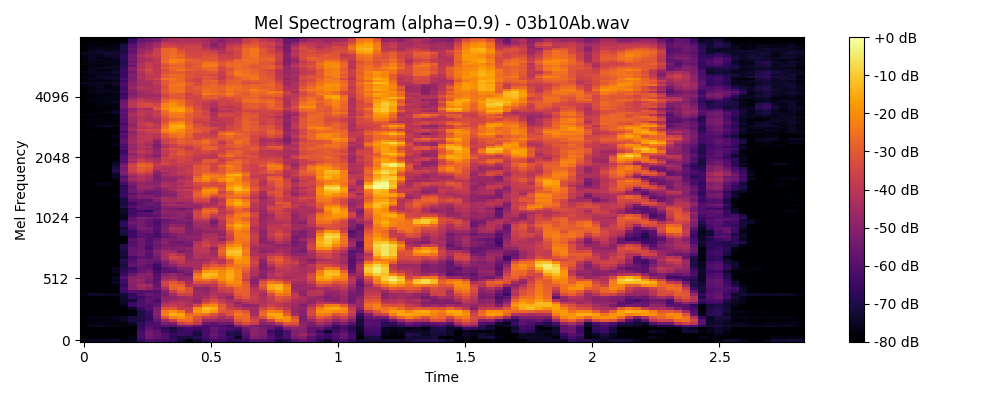 Mel Spectrogram (alpha=0.9) - 03b10Ab.wav
Mel Frequency
4096
2048
1024
512
0
0
0.5
1
1.5
2
2.5
Time
+0 dB
-10 dB
-20 dB
-30 dB
-40 dB
-50 dB
-60 dB
-70 dB
-80 dB